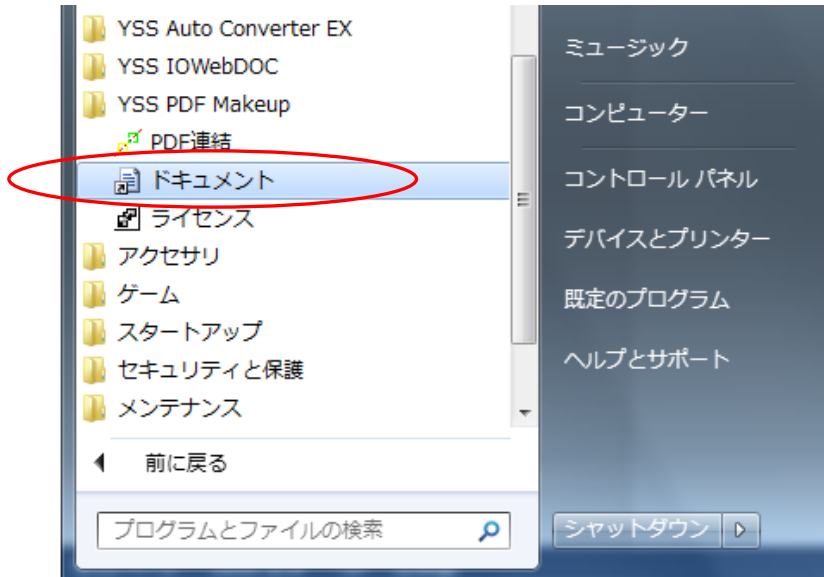 YSS Auto Converter EX
YSS IOWebDOC
YSS PDF Makeup
PDF連結
ドキュメント
ライセンス
アクセサリ
ゲーム
スタートアップ
セキュリティと保護
メンテナンス
前に戻る
プログラムとファイルの検索
ミュージック
コンピューター
コントロール パネル
デバイスとプリンター
既定のプログラム
ヘルプとサポート
シャットダウン